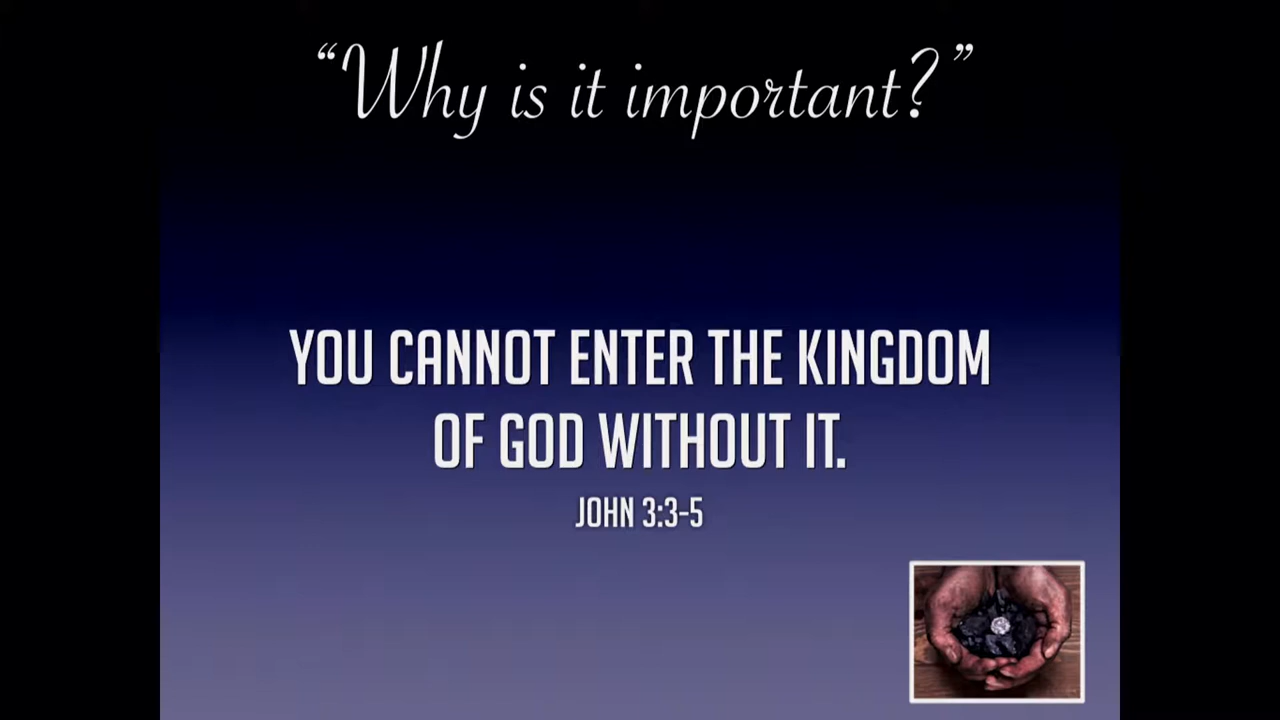 “Why is it important?”
YOU CANNOT ENTER THE KINGDOM
OF GOD WITHOUT IT.
JOHN 3:3-5